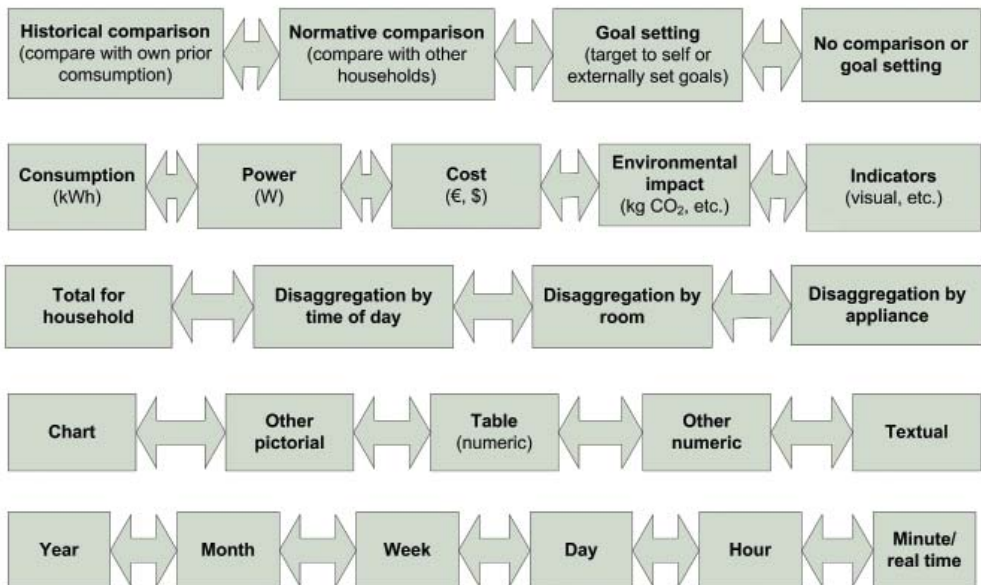 Historical comparison
(compare with own prior
comsumption)
Normative comparison
(compare with other
households)
Goal setting
(target to self or
externally set goals)
No comparison or
goal setting
Consumption
(kWh)
Power
(W)
Cost
(€, $)
Environmental
impact
(kg CO₂, etc.)
Indicators
(visual, etc.)
Total for
household
Disaggregation by
time of day
Disaggregation by
room
Disaggregation by
appliance
Chart
Other
pictorial
Table
(numeric)
Other
numeric
Textual
Year
Month
Week
Day
Hour
Minute/
real time